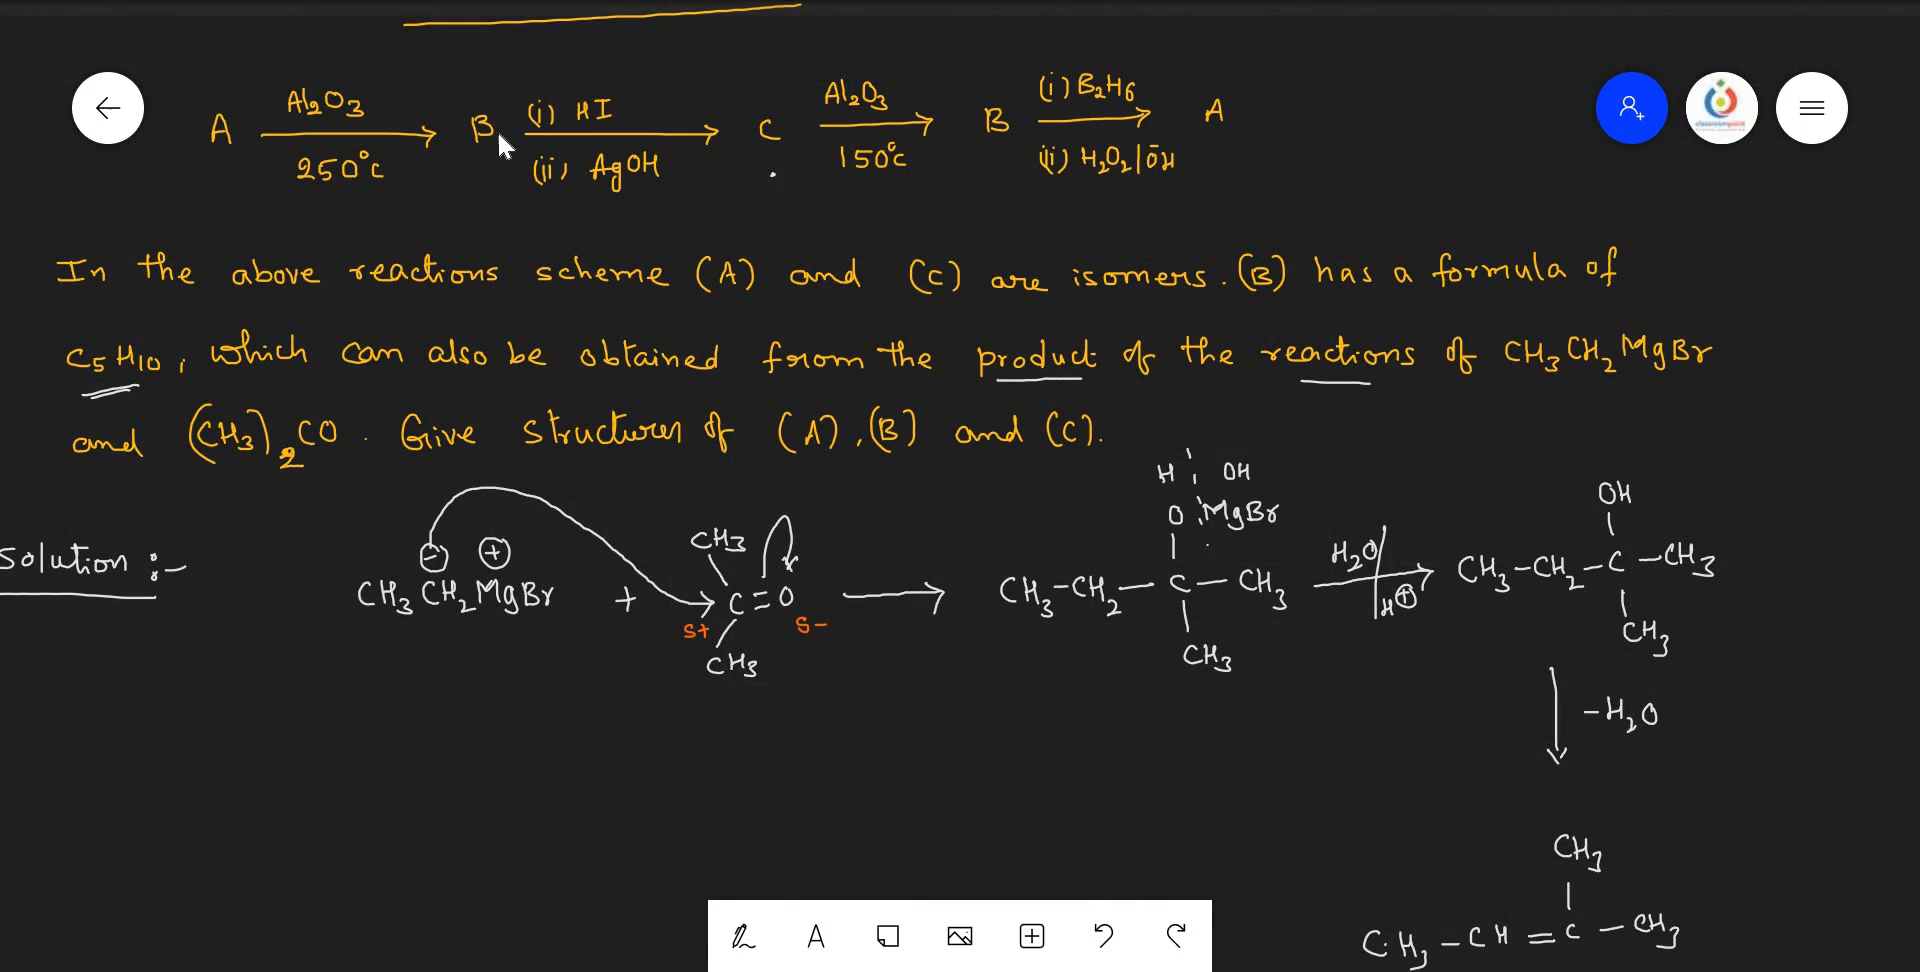 A Al2O3 250°C B (i) HI (ii) AgOH C Al2O3 150°C B (i) B2H6 (ii) H2O2/ŌH A
In the above reactions scheme (A) and (C) are isomers. (B) has a formula of
C5H10, which can also be obtained from the product of the reactions of CH3CH2MgBr
and (CH3)2CO. Give structures of (A), (B) and (C).
Solution :-
CH3CH2MgBr + CH3 C=O CH3 δ+ δ- → H OH O MgBr CH3-CH2-C-CH3 CH3 H2O/H⊕ OH CH3-CH2-C-CH3 CH3
-H2O
CH3
CH3-CH=C-CH3